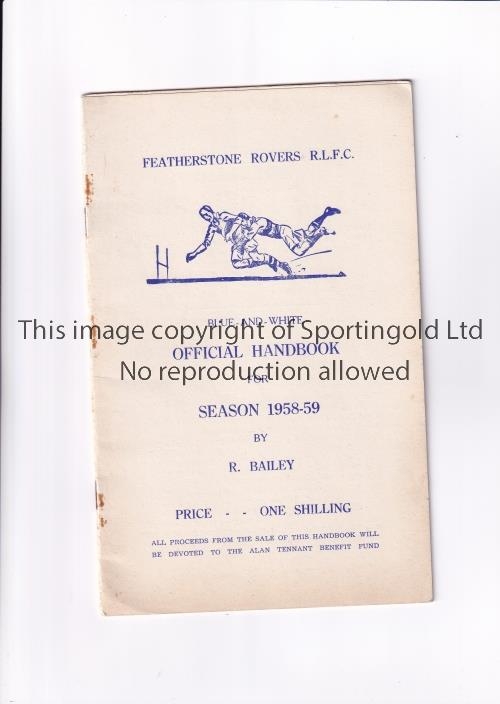 FEATHERSTONE ROVERS R.L.F.C.
BLUE-AND-WHITE
This image copyright of Sportingold Ltd
OFFICIAL HANDBOOK
No reproduction allowed
FOR
SEASON 1958-59
BY
R. BAILEY
PRICE - - ONE SHILLING
ALL PROCEEDS FROM THE SALE OF THIS HANDBOOK WILL
BE DEVOTED TO THE ALAN TENNANT BENEFIT FUND